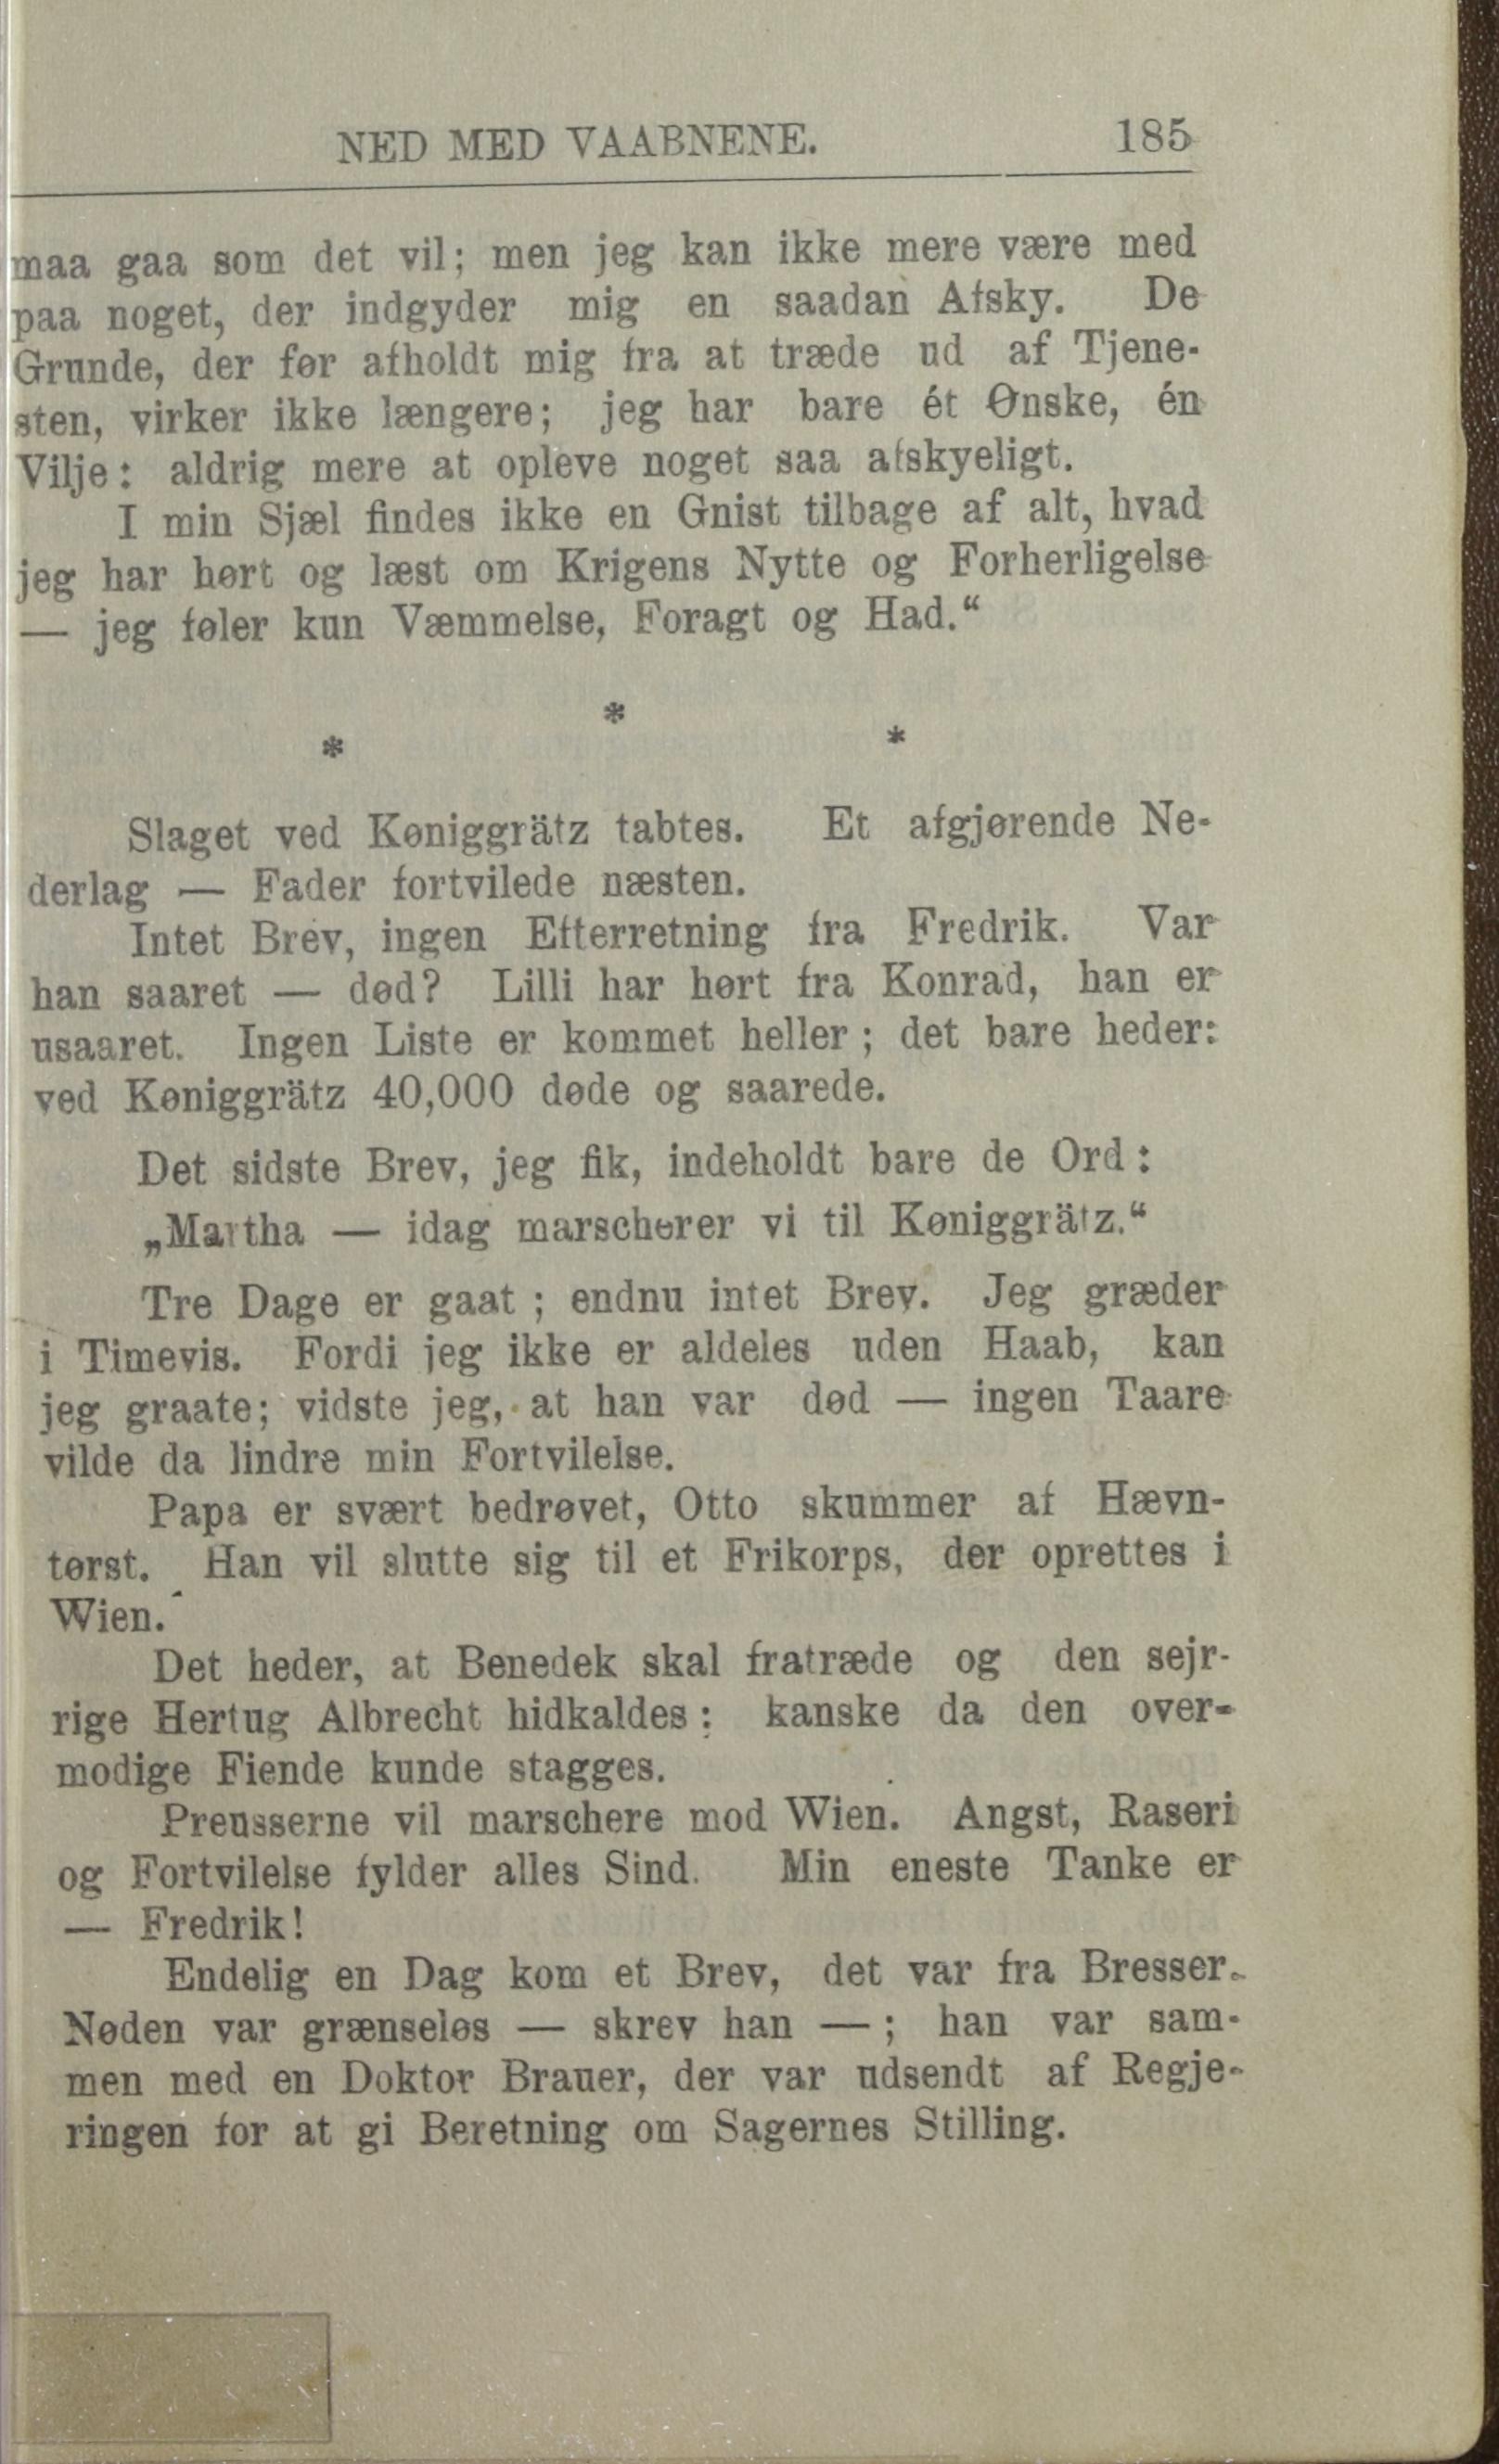 NED MED VAABNENE. 185
maa gaa som det vil; men jeg kan ikke mere være med
paa noget, der indgyder mig en saadan Afsky. De
Grunde, der før afholdt mig fra at træde ud af Tjene-
sten, virker ikke længere; jeg har bare ét Ønske, én
Vilje: aldrig mere at opleve noget saa afskyeligt.
I min Sjæl findes ikke en Gnist tilbage af alt, hvad
jeg har hørt og læst om Krigens Nytte og Forherligelse
— jeg føler kun Væmmelse, Foragt og Had.“
* * *
Slaget ved Køniggrätz tabtes. Et afgjørende Ne-
derlag — Fader fortvilede næsten.
Intet Brev, ingen Efterretning fra Fredrik. Var
han saaret — død? Lilli har hørt fra Konrad, han er
usaaret. Ingen Liste er kommet heller; det bare heder:
ved Køniggrätz 40,000 døde og saarede.
Det sidste Brev, jeg fik, indeholdt bare de Ord:
„Martha — idag marscherer vi til Køniggrätz.“
Tre Dage er gaat; endnu intet Brev. Jeg græder
i Timevis. Fordi jeg ikke er aldeles uden Haab, kan
jeg graate; vidste jeg, at han var død — ingen Taare
vilde da lindre min Fortvilelse.
Papa er svært bedrøvet, Otto skummer af Hævn-
tørst. Han vil slutte sig til et Frikorps, der oprettes i
Wien.
Det heder, at Benedek skal fratræde og den sejr-
rige Hertug Albrecht hidkaldes: kanske da den over-
modige Fiende kunde stagges.
Preusserne vil marschere mod Wien. Angst, Raseri
og Fortvilelse fylder alles Sind. Min eneste Tanke er
— Fredrik!
Endelig en Dag kom et Brev, det var fra Bresser.
Nøden var grænseløs — skrev han —; han var sam-
men med en Doktor Brauer, der var udsendt af Regje-
ringen for at gi Beretning om Sagernes Stilling.